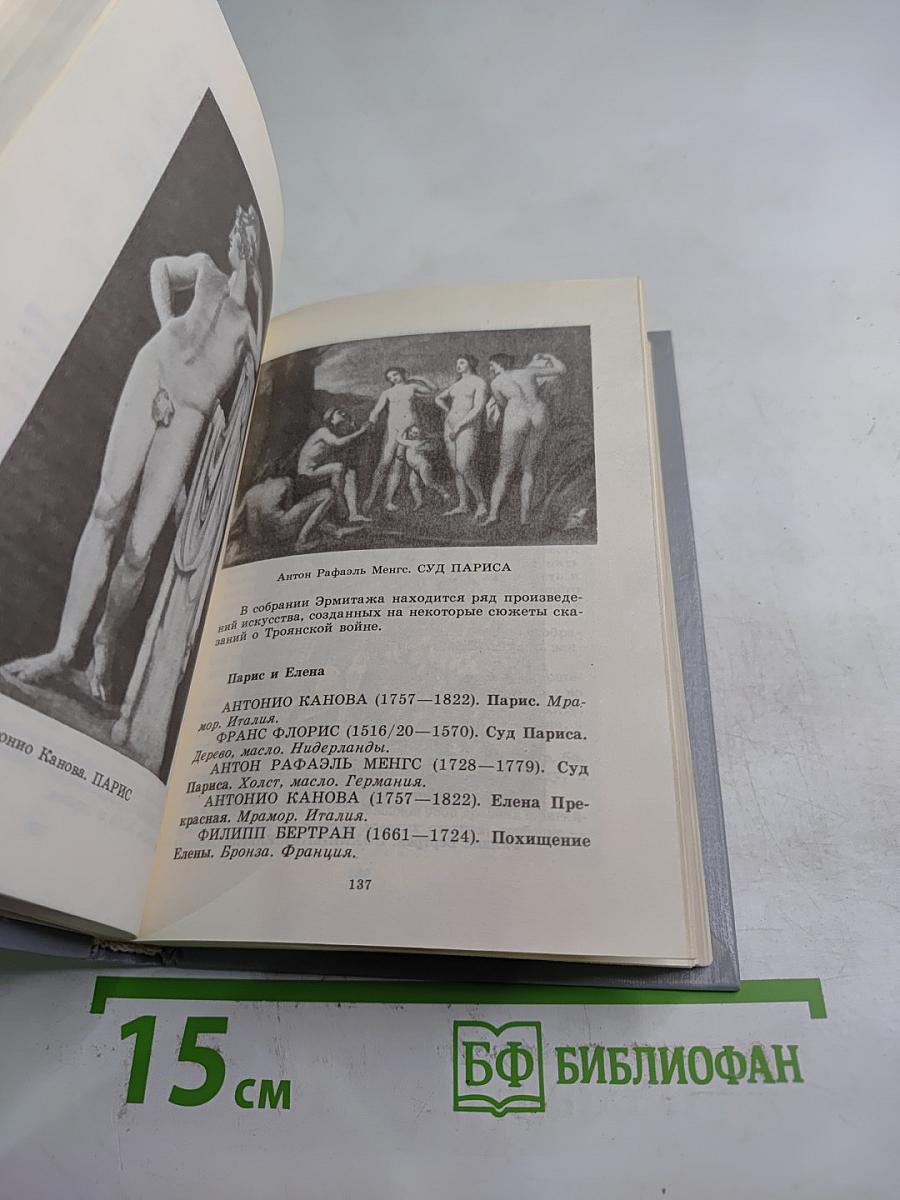 онио Канова. ПАРИС
Антон Рафаэль Менгс. СУД ПАРИСА
В собрании Эрмитажа находится ряд произведе-
ний искусства, созданных на некоторые сюжеты ска-
заний о Троянской войне.
Парис и Елена
АНТОНИО КАНОВА (1757—1822). Парис. Мра-
мор. Италия.
ФРАНС ФЛОРИС (1516/20—1570). Суд Париса.
Дерево, масло. Нидерланды.
АНТОН РАФАЭЛЬ МЕНГС (1728—1779). Суд
Париса. Холст, масло. Германия.
АНТОНИО КАНОВА (1757—1822). Елена Пре-
красная. Мрамор. Италия.
ФИЛИПП БЕРТРАН (1661—1724). Похищение
Елены. Бронза. Франция.
137
15 см
БФ БИБЛИОФАН